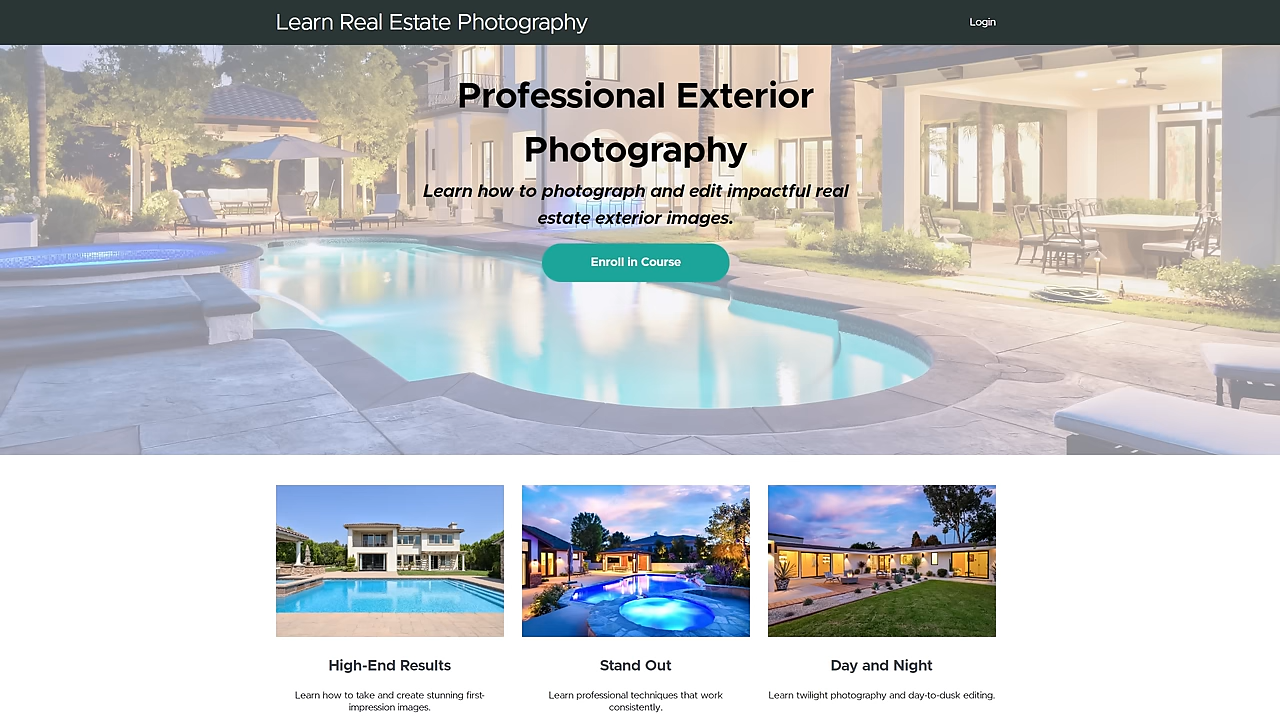 Learn Real Estate Photography
Login
Professional Exterior
Photography
Learn how to photograph and edit impactful real
estate exterior images.
Enroll in Course
High-End Results
Learn how to take and create stunning first-
impression images.
Stand Out
Learn professional techniques that work
consistently.
Day and Night
Learn twilight photography and day-to-dusk editing.